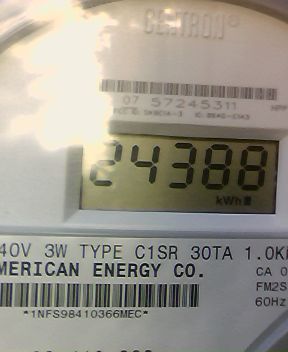 CENTRON®
07 57245311
24388
kWh
40V 3W TYPE C1SR 30TA 1.0K
MERICAN ENERGY CO.
CA 0
FM2S
60Hz
*1NFS98410366MEC*